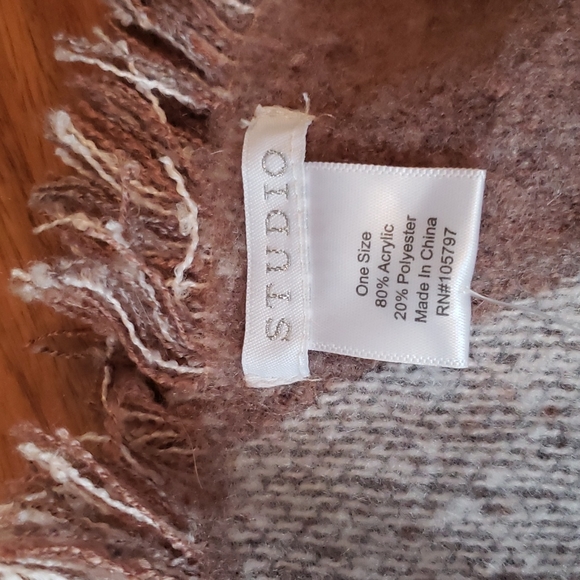 STUDIO
One Size
80% Acrylic
20% Polyester
Made In China
RN#105797